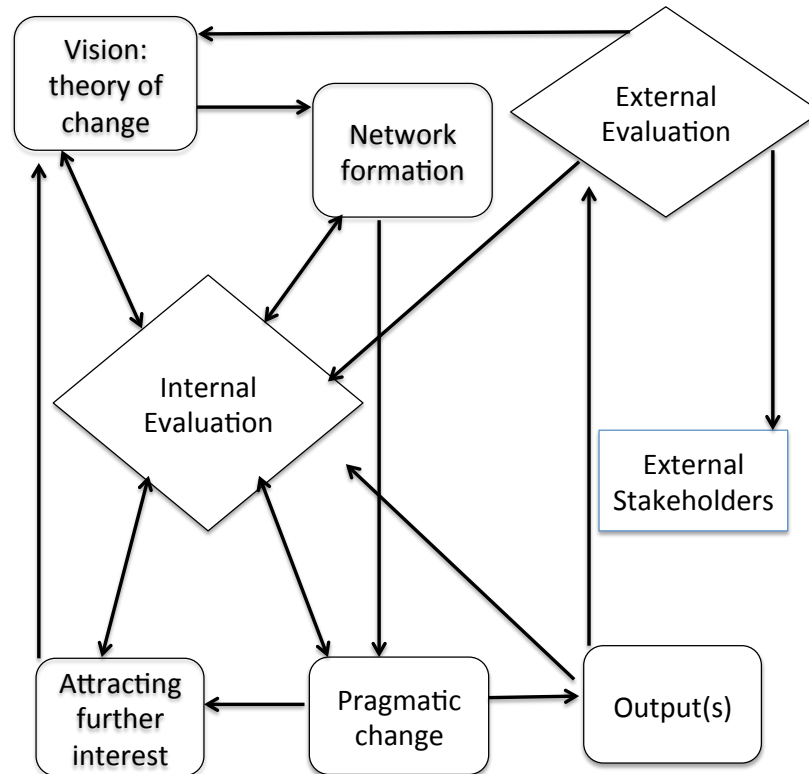 Vision:
theory of
change
Network
formation
External
Evaluation
Internal
Evaluation
External
Stakeholders
Attracting
further
interest
Pragmatic
change
Output(s)